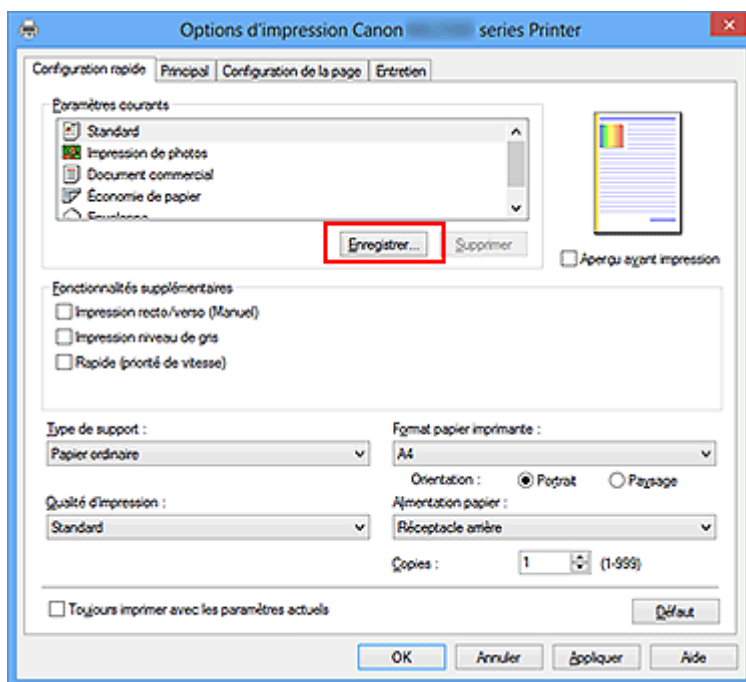 Options d'impression Canon series Printer
Configuration rapide Principal Configuration de la page Entretien
Paramètres courants
Standard
Impression de photos
Document commercial
Économie de papier
Enregistrer... Supprimer
Aperçu avant impression
Fonctionnalités supplémentaires
Impression recto/verso (Manuel)
Impression niveau de gris
Rapide (priorité de vitesse)
Type de support : Format papier imprimante :
Papier ordinaire A4
Orientation : Portrait Paysage
Qualité d'impression : Alimentation papier :
Standard Réceptacle arrière
Copies : 1 (1-999)
Toujours imprimer avec les paramètres actuels Défaut
OK Annuler Appliquer Aide